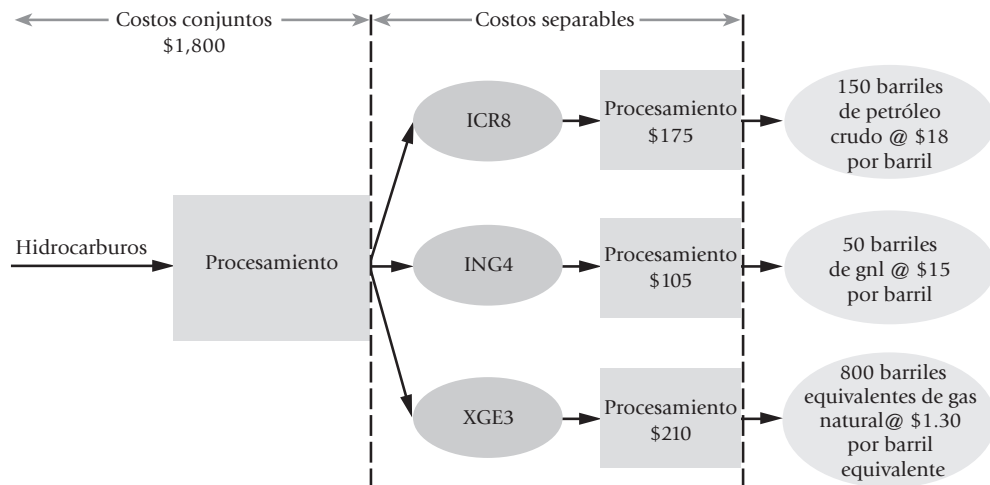 Costos conjuntos
$1,800
Costos separables
Hidrocarburos
Procesamiento
ICR8
Procesamiento
$175
150 barriles
de petróleo
crudo @ $18
por barril
ING4
Procesamiento
$105
50 barriles
de gnl @ $15
por barril
XGE3
Procesamiento
$210
800 barriles
equivalentes de gas
natural@ $1.30
por barril
equivalente